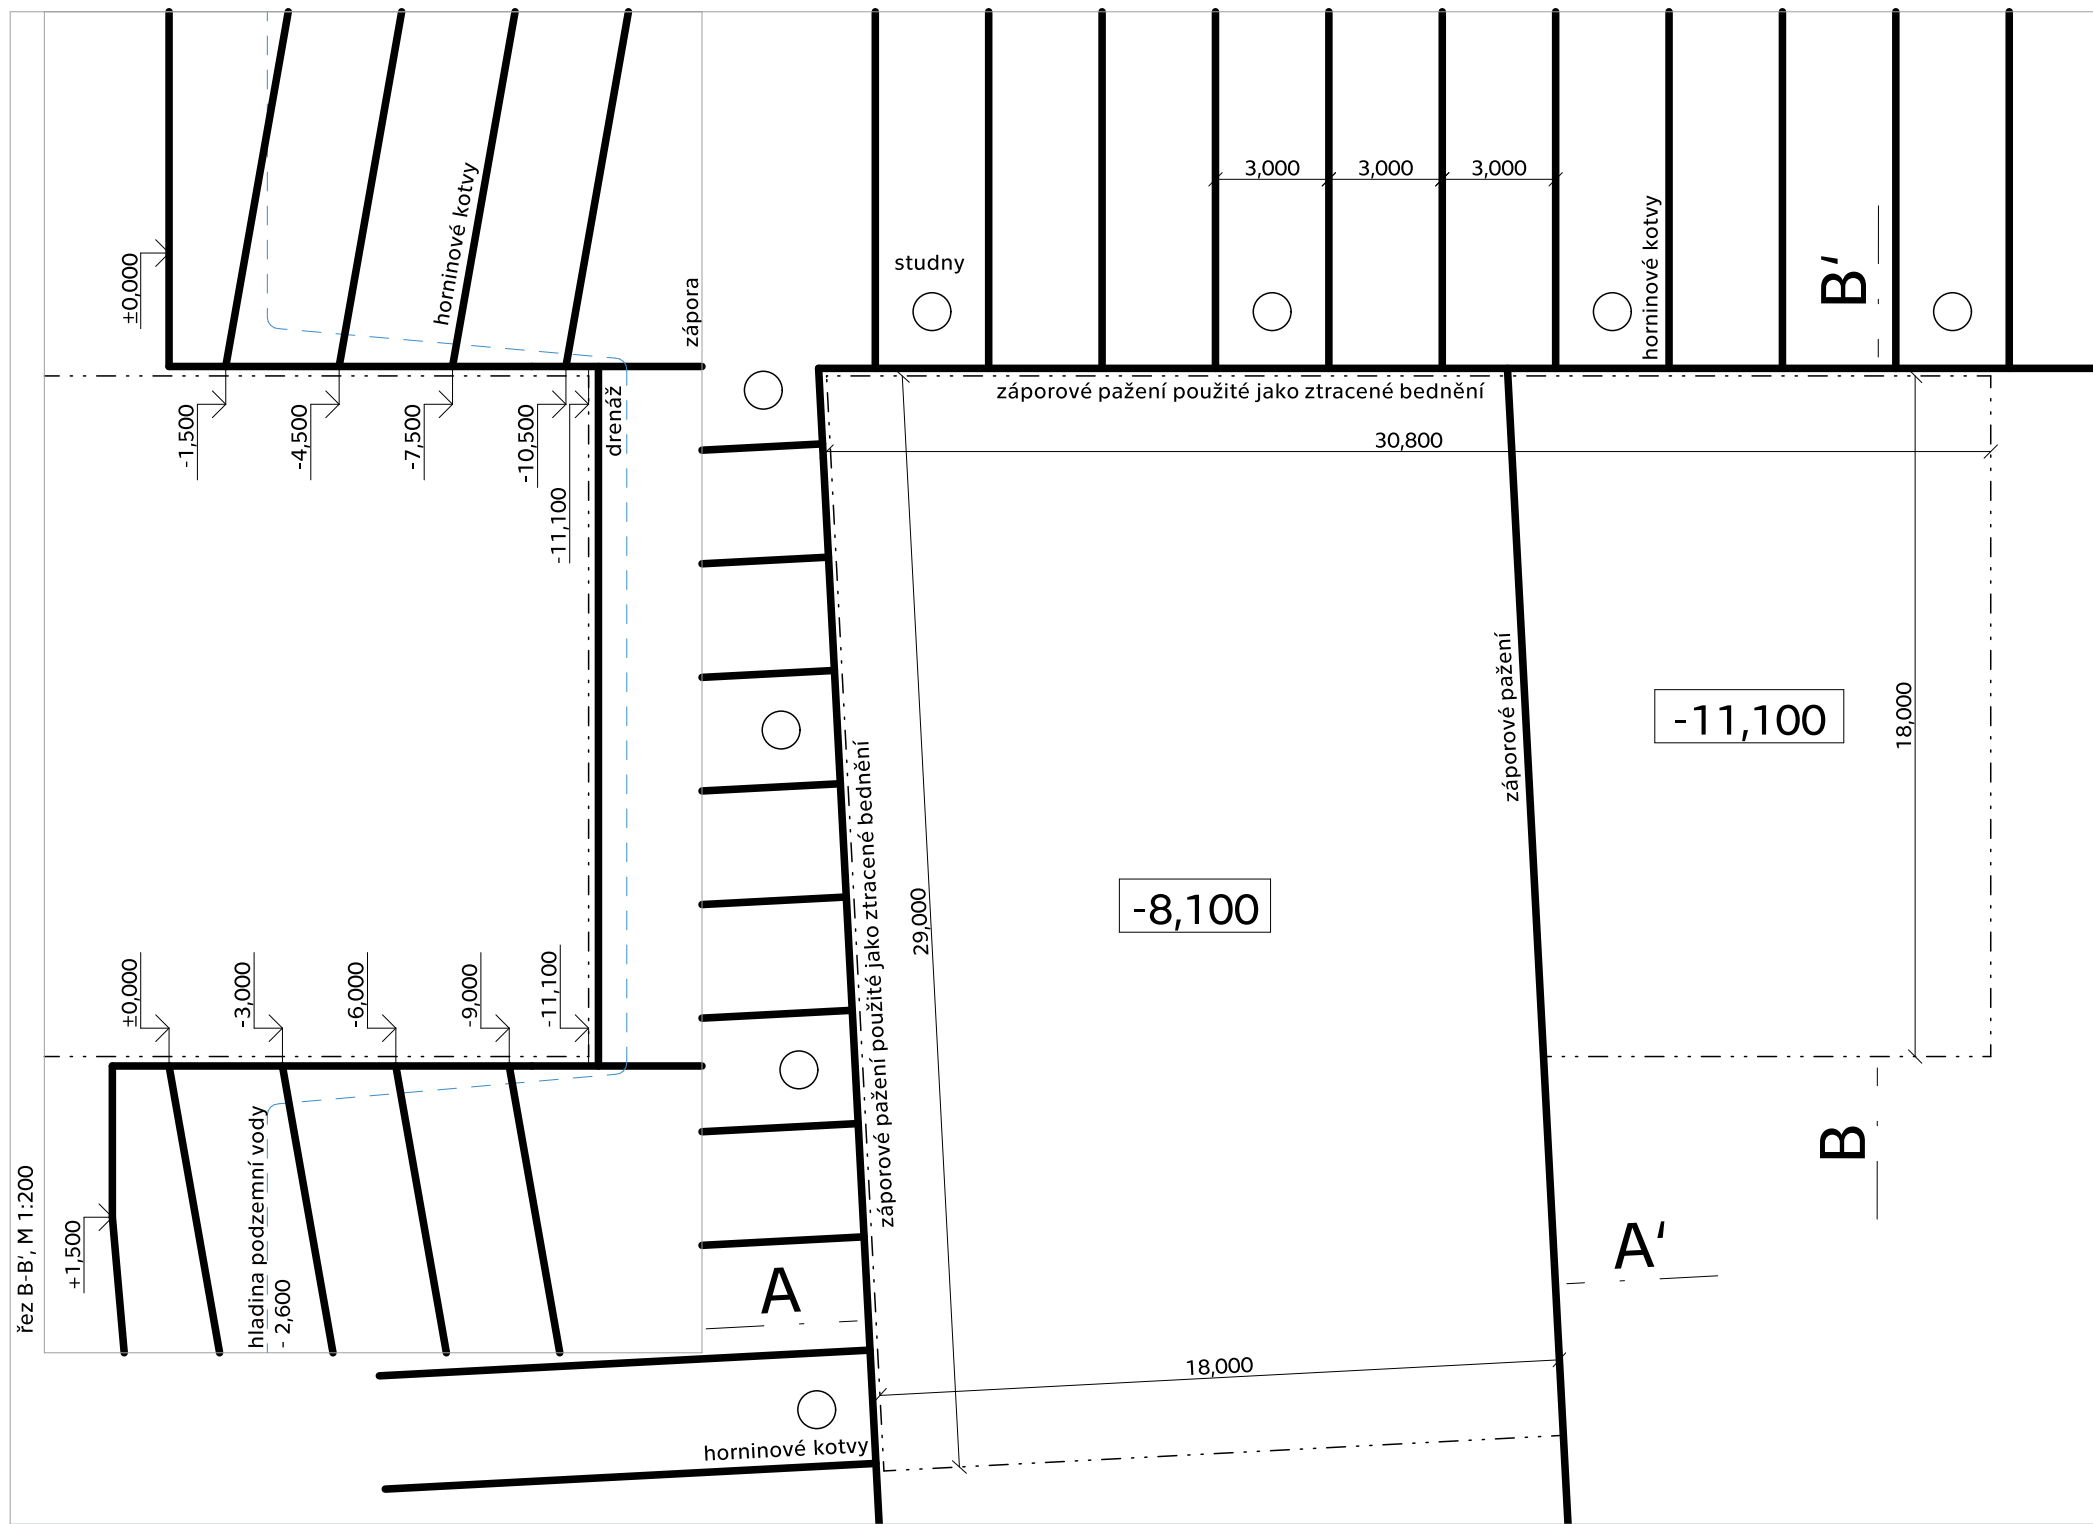 ±0,000
horninové kotvy
zápora
-1,500
-4,500
-7,500
-10,500
-11,100
drenáž
±0,000
-3,000
-6,000
-9,000
-11,100
+1,500
hladina podzemní vody
- 2,600
řez B-B‘, M 1:200
studny
3,000
3,000
3,000
horninové kotvy
B‘
záporové pažení použité jako ztracené bednění
30,800
záporové pažení
-11,100
18,000
záporové pažení použité jako ztracené bednění
29,000
-8,100
B
A
A‘
18,000
horninové kotvy